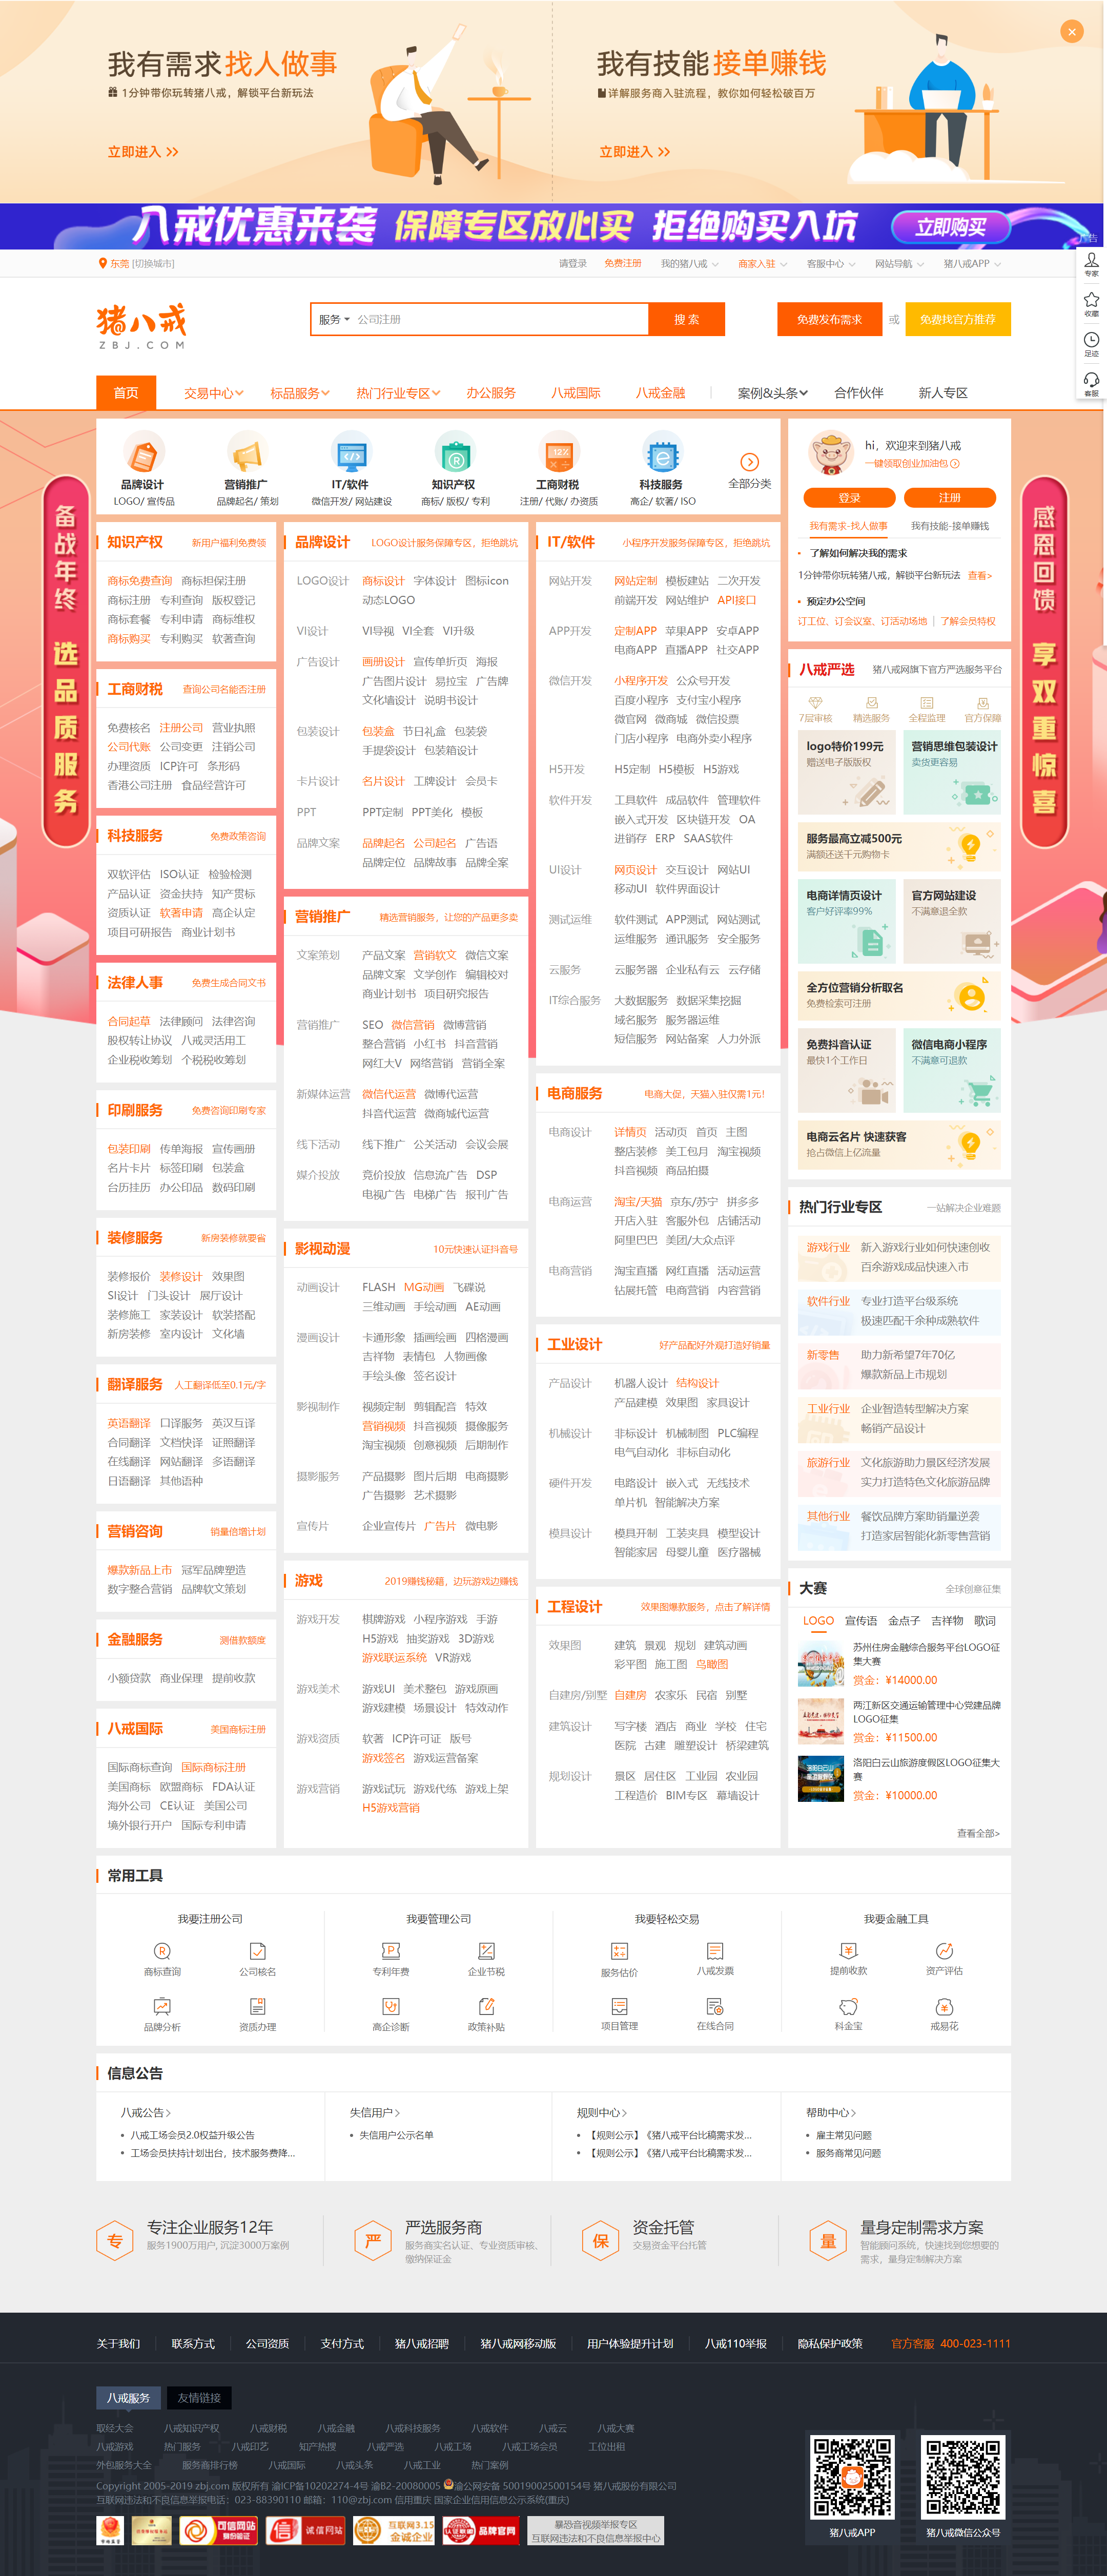 我有需求 找人做事
1分钟带你玩转猪八戒，解锁平台新玩法
立即进入 >>
我有技能 接单赚钱
详解服务商入驻流程，教你如何轻松破百万
立即进入 >>
八戒优惠来袭 保障专区放心买 拒绝购买入坑 立即购买
广告
东莞 [切换城市]
请登录 免费注册 我的猪八戒 商家入驻 客服中心 网站导航 猪八戒APP
专家
收藏
足迹
客服
猪八戒
ZBJ.COM
服务 公司注册 搜 索
免费发布需求 或 免费找官方推荐
首页 交易中心 标品服务 热门行业专区 办公服务 八戒国际 八戒金融 案例&头条 合作伙伴 新人专区
备战年终 选品质服务
感恩回馈 享双重惊喜
品牌设计
LOGO/ 宣传品
营销推广
品牌起名/ 策划
IT/软件
微信开发/ 网站建设
知识产权
商标/ 版权/ 专利
工商财税
注册/ 代账/ 办资质
科技服务
高企/ 软著/ ISO
全部分类
hi，欢迎来到猪八戒
一键领取创业加油包
登录 注册
我有需求-找人做事 我有技能-接单赚钱
了解如何解决我的需求
1分钟带你玩转猪八戒，解锁平台新玩法 查看>
预定办公空间
订工位、订会议室、订活动场地 | 了解会员特权
知识产权 新用户福利免费领
商标免费查询 商标担保注册
商标注册 专利查询 版权登记
商标套餐 专利申请 商标维权
商标购买 专利购买 软著查询
工商财税 查询公司名能否注册
免费核名 注册公司 营业执照
公司代账 公司变更 注销公司
办理资质 ICP许可 条形码
香港公司注册 食品经营许可
科技服务 免费政策咨询
双软评估 ISO认证 检验检测
产品认证 资金扶持 知产贯标
资质认证 软著申请 高企认定
项目可研报告 商业计划书
法律人事 免费生成合同文书
合同起草 法律顾问 法律咨询
股权转让协议 八戒灵活用工
企业税收筹划 个税税收筹划
印刷服务 免费咨询印刷专家
包装印刷 传单海报 宣传画册
名片卡片 标签印刷 包装盒
台历挂历 办公印品 数码印刷
装修服务 新房装修就要省
装修报价 装修设计 效果图
SI设计 门头设计 展厅设计
装修施工 家装设计 软装搭配
新房装修 室内设计 文化墙
翻译服务 人工翻译低至0.1元/字
英语翻译 口译服务 英汉互译
合同翻译 文档快译 证照翻译
在线翻译 网站翻译 多语翻译
日语翻译 其他语种
营销咨询 销量倍增计划
爆款新品上市 冠军品牌塑造
数字整合营销 品牌软文策划
金融服务 测借款额度
小额贷款 商业保理 提前收款
八戒国际 美国商标注册
国际商标查询 国际商标注册
美国商标 欧盟商标 FDA认证
海外公司 CE认证 美国公司
境外银行开户 国际专利申请
品牌设计 LOGO设计服务保障专区，拒绝跳坑
LOGO设计 商标设计 字体设计 图标icon
动态LOGO
VI设计 VI导视 VI全套 VI升级
广告设计 画册设计 宣传单折页 海报
广告图片设计 易拉宝 广告牌
文化墙设计 说明书设计
包装设计 包装盒 节日礼盒 包装袋
手提袋设计 包装箱设计
卡片设计 名片设计 工牌设计 会员卡
PPT PPT定制 PPT美化 模板
品牌文案 品牌起名 公司起名 广告语
品牌定位 品牌故事 品牌全案
营销推广 精选营销服务，让您的产品更多卖
文案策划 产品文案 营销软文 微信文案
品牌文案 文学创作 编辑校对
商业计划书 项目研究报告
营销推广 SEO 微信营销 微博营销
整合营销 小红书 抖音营销
网红大V 网络营销 营销全案
新媒体运营 微信代运营 微博代运营
抖音代运营 微商城代运营
线下活动 线下推广 公关活动 会议会展
媒介投放 竞价投放 信息流广告 DSP
电视广告 电梯广告 报刊广告
影视动漫 10元快速认证抖音号
动画设计 FLASH MG动画 飞碟说
三维动画 手绘动画 AE动画
漫画设计 卡通形象 插画绘画 四格漫画
吉祥物 表情包 人物画像
手绘头像 签名设计
影视制作 视频定制 剪辑配音 特效
营销视频 抖音视频 摄像服务
淘宝视频 创意视频 后期制作
摄影服务 产品摄影 图片后期 电商摄影
广告摄影 艺术摄影
宣传片 企业宣传片 广告片 微电影
游戏 2019赚钱秘籍，边玩游戏边赚钱
游戏开发 棋牌游戏 小程序游戏 手游
H5游戏 抽奖游戏 3D游戏
游戏联运系统 VR游戏
游戏美术 游戏UI 美术整包 游戏原画
游戏建模 场景设计 特效动作
游戏资质 软著 ICP许可证 版号
游戏签名 游戏运营备案
游戏营销 游戏试玩 游戏代练 游戏上架
H5游戏营销
IT/软件 小程序开发服务保障专区，拒绝跳坑
网站开发 网站定制 模板建站 二次开发
前端开发 网站维护 API接口
APP开发 定制APP 苹果APP 安卓APP
电商APP 直播APP 社交APP
微信开发 小程序开发 公众号开发
百度小程序 支付宝小程序
微官网 微商城 微信投票
门店小程序 电商外卖小程序
H5开发 H5定制 H5模板 H5游戏
软件开发 工具软件 成品软件 管理软件
嵌入式开发 区块链开发 OA
进销存 ERP SAAS软件
UI设计 网页设计 交互设计 网站UI
移动UI 软件界面设计
测试运维 软件测试 APP测试 网站测试
运维服务 通讯服务 安全服务
云服务 云服务器 企业私有云 云存储
IT综合服务 大数据服务 数据采集挖掘
域名服务 服务器运维
短信服务 网站备案 人力外派
电商服务 电商大促，天猫入驻仅需1元！
电商设计 详情页 活动页 首页 主图
整店装修 美工包月 淘宝视频
抖音视频 商品拍摄
电商运营 淘宝/天猫 京东/苏宁 拼多多
开店入驻 客服外包 店铺活动
阿里巴巴 美团/大众点评
电商营销 淘宝直播 网红直播 活动运营
钻展托管 电商营销 内容营销
工业设计 好产品配好外观打造好销量
产品设计 机器人设计 结构设计
产品建模 效果图 家具设计
机械设计 非标设计 机械制图 PLC编程
电气自动化 非标自动化
硬件开发 电路设计 嵌入式 无线技术
单片机 智能解决方案
模具设计 模具开制 工装夹具 模型设计
智能家居 母婴儿童 医疗器械
工程设计 效果图爆款服务，点击了解详情
效果图 建筑 景观 规划 建筑动画
彩平图 施工图 鸟瞰图
自建房/别墅 自建房 农家乐 民宿 别墅
建筑设计 写字楼 酒店 商业 学校 住宅
医院 古建 雕塑设计 桥梁建筑
规划设计 景区 居住区 工业园 农业园
工程造价 BIM专区 幕墙设计
八戒严选 猪八戒网旗下官方严选服务平台
7层审核 精选服务 全程监理 官方保障
logo特价199元
赠送电子版版权
营销思维包装设计
卖货更容易
服务最高立减500元
满额还送千元购物卡
电商详情页设计
客户好评率99%
官方网站建设
不满意退全款
全方位营销分析取名
免费检索可注册
免费抖音认证
最快1个工作日
微信电商小程序
不满意可退款
电商云名片 快速获客
抢占微信上亿流量
热门行业专区 一站解决企业难题
游戏行业 新入游戏行业如何快速创收
百余游戏成品快速入市
软件行业 专业打造平台级系统
极速匹配千余种成熟软件
新零售 助力新希望7年70亿
爆款新品上市规划
工业行业 企业智造转型解决方案
畅销产品设计
旅游行业 文化旅游助力景区经济发展
实力打造特色文化旅游品牌
其他行业 餐饮品牌方案助销量逆袭
打造家居智能化新零售营销
大赛 全球创意征集
LOGO 宣传语 金点子 吉祥物 歌词
苏州住房金融综合服务平台LOGO征集大赛
赏金：¥14000.00
两江新区交通运输管理中心党建品牌LOGO征集
赏金：¥11500.00
洛阳白云山旅游度假区LOGO征集大赛
赏金：¥10000.00
查看全部>
常用工具
我要注册公司 我要管理公司 我要轻松交易 我要金融工具
商标查询 公司核名 专利年费 企业节税 服务估价 八戒发票 提前收款 资产评估
品牌分析 资质办理 高企诊断 政策补贴 项目管理 在线合同 科金宝 戒易花
信息公告
八戒公告>
八戒工场会员2.0权益升级公告
工场会员扶持计划出台，技术服务费降...
失信用户>
失信用户公示名单
规则中心>
【规则公示】《猪八戒平台比稿需求发...
【规则公示】《猪八戒平台比稿需求发...
帮助中心>
雇主常见问题
服务商常见问题
专 专注企业服务12年
服务1900万用户, 沉淀3000万案例
严 严选服务商
服务商实名认证、专业资质审核、
缴纳保证金
保 资金托管
交易资金平台托管
量 量身定制需求方案
智能顾问系统，快速找到您想要的
需求，量身定制解决方案
关于我们 联系方式 公司资质 支付方式 猪八戒招聘 猪八戒网移动版 用户体验提升计划 八戒110举报 隐私保护政策 官方客服 400-023-1111
八戒服务 友情链接
取经大会 八戒知识产权 八戒财税 八戒金融 八戒科技服务 八戒软件 八戒云 八戒大赛
八戒游戏 热门服务 八戒印艺 知产热搜 八戒严选 八戒工场 八戒工场会员 工位出租
外包服务大全 服务商排行榜 八戒国际 八戒头条 八戒工业 热门案例
Copyright 2005-2019 zbj.com 版权所有 渝ICP备10202274-4号 渝B2-20080005 渝公网安备 50019002500154号 猪八戒股份有限公司
互联网违法和不良信息举报电话：023-88390110 邮箱：110@zbj.com 信用重庆 国家企业信用信息公示系统(重庆)
可信网站
身份验证
诚信网站
互联网3.15
金诚企业
品牌官网
暴恐音视频举报专区
互联网违法和不良信息举报中心
猪八戒APP
猪八戒微信公众号